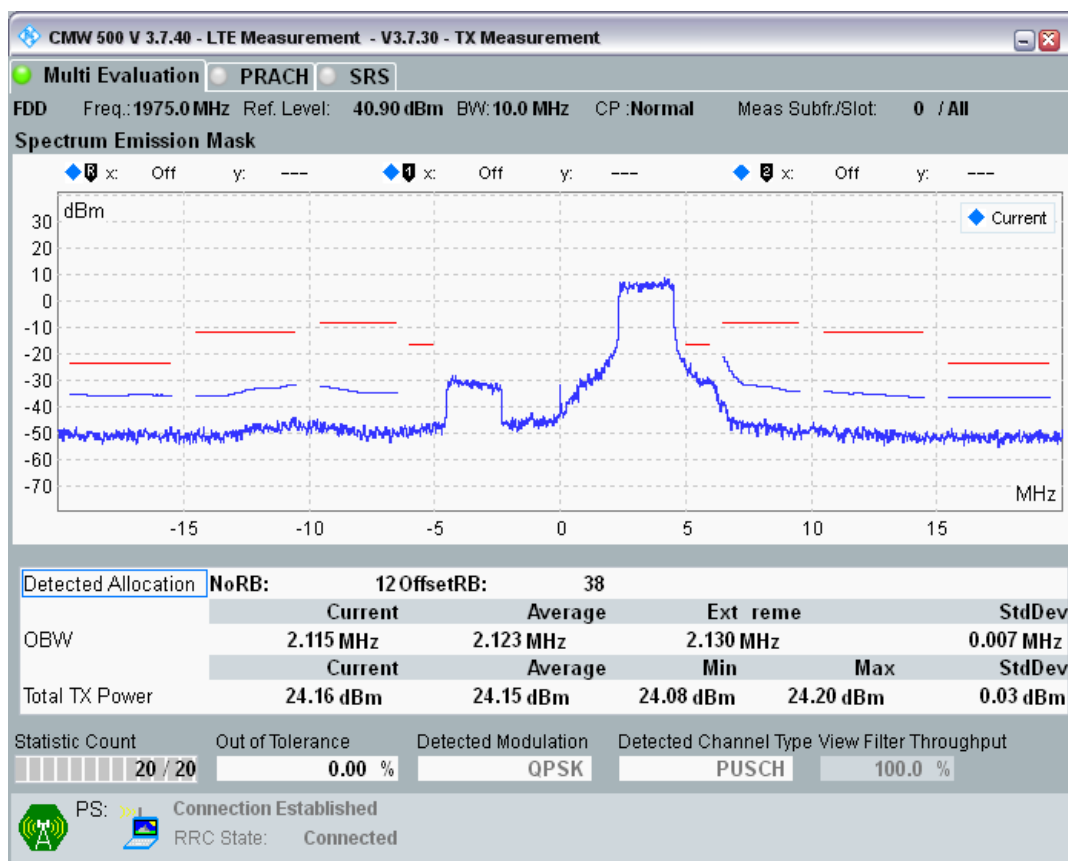 CMW 500 V 3.7.40 - LTE Measurement - V3.7.30 - TX Measurement
Multi Evaluation PRACH SRS
FDD Freq.: 1975.0 MHz Ref. Level: 40.90 dBm BW: 10.0 MHz CP :Normal Meas Subfr./Slot: 0 / All
Spectrum Emission Mask
R x: Off y: --- 1 x: Off y: --- 2 x: Off y: ---
dBm
Current
30
20
10
0
-10
-20
-30
-40
-50
-60
-70
MHz
-15 -10 -5 0 5 10 15
Detected Allocation NoRB: 12 OffsetRB: 38
Current Average Ext reme StdDev
OBW 2.115 MHz 2.123 MHz 2.130 MHz 0.007 MHz
Current Average Min Max StdDev
Total TX Power 24.16 dBm 24.15 dBm 24.08 dBm 24.20 dBm 0.03 dBm
Statistic Count Out of Tolerance Detected Modulation Detected Channel Type View Filter Throughput
20 / 20 0.00 % QPSK PUSCH 100.0 %
PS: Connection Established
RRC State: Connected